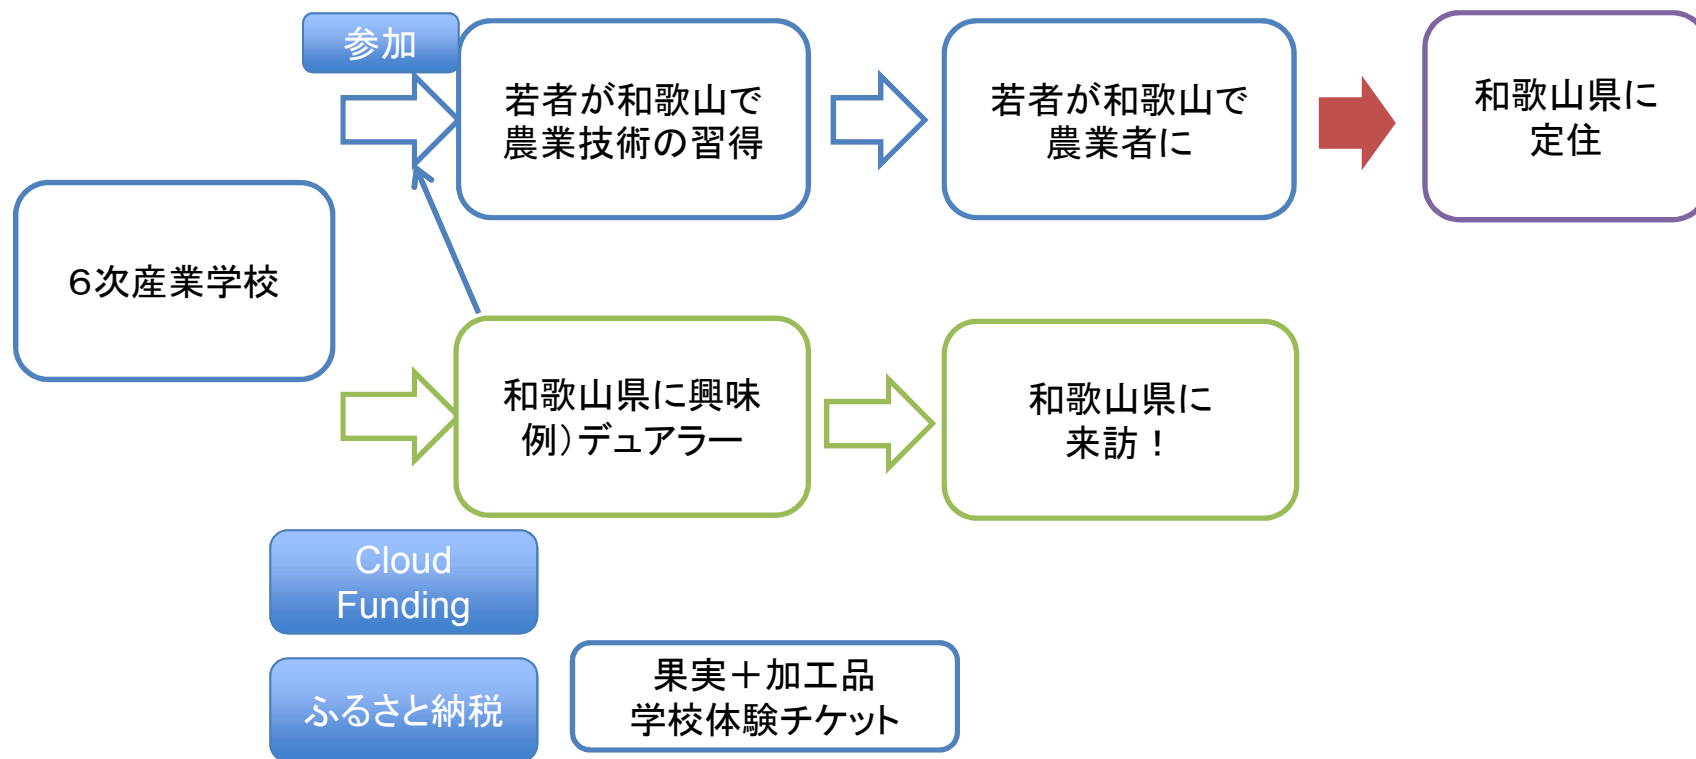 参加
若者が和歌山で
農業技術の習得
若者が和歌山で
農業者に
和歌山県に
定住
６次産業学校
和歌山県に興味
例）デュアラー
和歌山県に
来訪！
Cloud
Funding
ふるさと納税
果実＋加工品
学校体験チケット